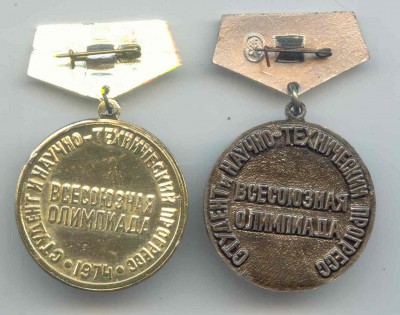 СТУДЕНТ И НАУЧНО-ТЕХНИЧЕСКИЙ ПРОГРЕСС
ВСЕСОЮЗНАЯ
ОЛИМПИАДА
• 1974 •
СТУДЕНТ И НАУЧНО-ТЕХНИЧЕСКИЙ ПРОГРЕСС
ВСЕСОЮЗНАЯ
ОЛИМПИАДА